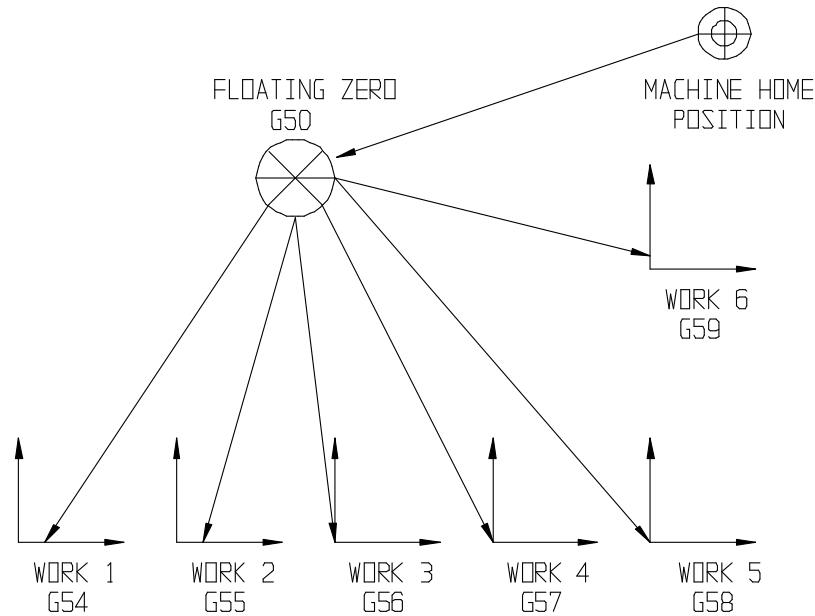 FLOATING ZERO
G50
MACHINE HOME
POSITION
WORK 6
G59
WORK 1
G54
WORK 2
G55
WORK 3
G56
WORK 4
G57
WORK 5
G58